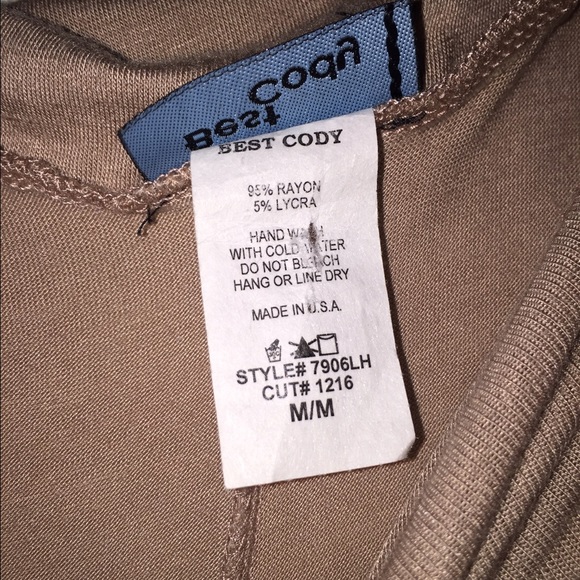 Best
Cody
BEST CODY
95% RAYON
5% LYCRA
HAND WASH
WITH COLD WATER
DO NOT BLEACH
HANG OR LINE DRY
MADE IN U.S.A.
STYLE# 7906LH
CUT# 1216
M/M